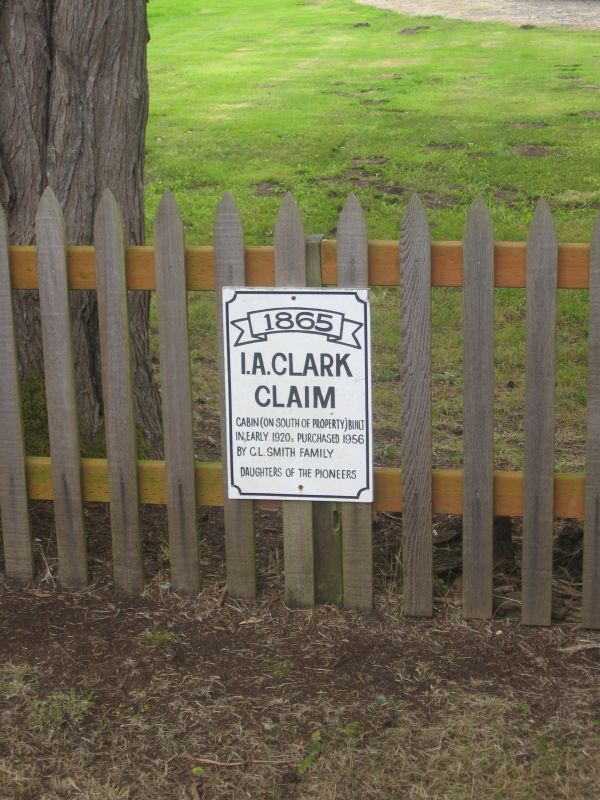 1865
I.A.CLARK
CLAIM
CABIN (ON SOUTH OF PROPERTY) BUILT
IN, EARLY 1920s PURCHASED 1956
BY C.L. SMITH FAMILY
DAUGHTERS OF THE PIONEERS